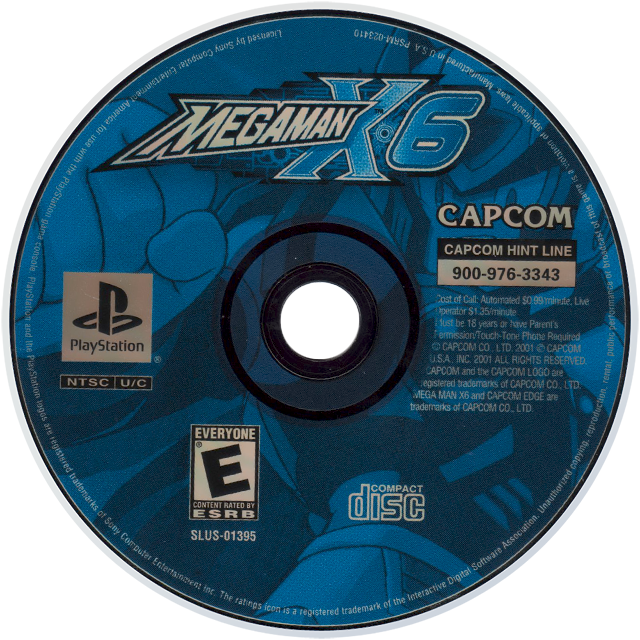 Licensed by Sony Computer Entertainment America for use with the PlayStation game console. PlayStation and the PlayStation logos are registered trademarks of Sony Computer Entertainment Inc. The ratings icon is a registered trademark of the Interactive Digital Software Association. Unauthorized copying, reproduction, rental, public performance or broadcast of this game is a violation of applicable laws. Manufactured in U.S.A. PSRM-023410
MEGAMAN
X6
CAPCOM
CAPCOM HINT LINE
900-976-3343
Cost of Call: Automated $0.99/minute, Live
Operator $1.35/minute
Must be 18 years or have Parent's
Permission/Touch-Tone Phone Required
© CAPCOM CO., LTD. 2001 © CAPCOM
U.S.A., INC. 2001 ALL RIGHTS RESERVED.
CAPCOM and the CAPCOM LOGO are
registered trademarks of CAPCOM CO., LTD.
MEGA MAN X6 and CAPCOM EDGE are
trademarks of CAPCOM CO., LTD.
PlayStation
®
NTSC U/C
EVERYONE
E
CONTENT RATED BY
ESRB
SLUS-01395
COMPACT
disc